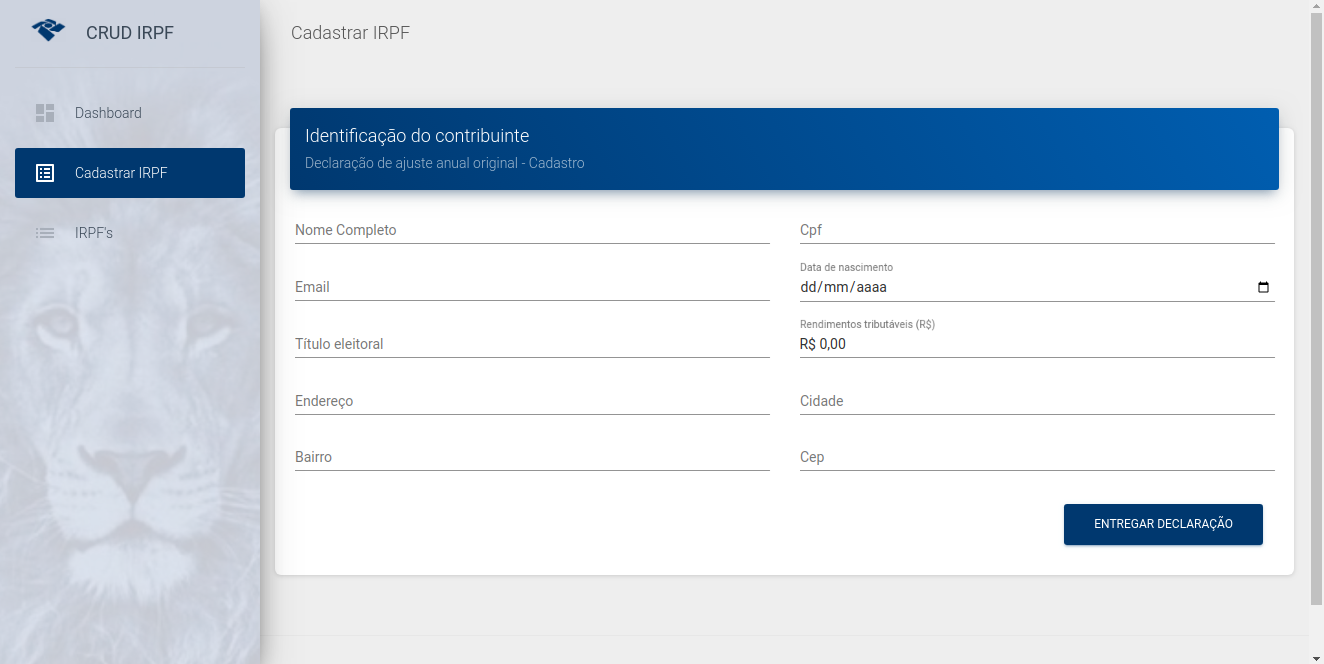 CRUD IRPF
Dashboard
Cadastrar IRPF
IRPF's
Cadastrar IRPF
Identificação do contribuinte
Declaração de ajuste anual original - Cadastro
Nome Completo
Cpf
Email
Data de nascimento
dd/mm/aaaa
Título eleitoral
Rendimentos tributáveis (R$)
R$ 0,00
Endereço
Cidade
Bairro
Cep
ENTREGAR DECLARAÇÃO